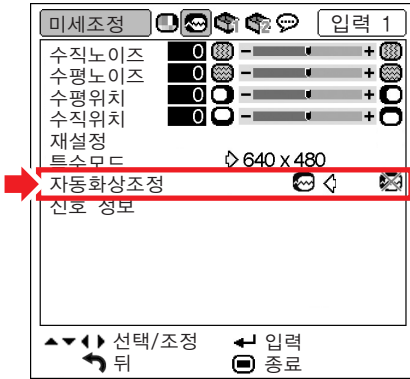 미세조정 입력 1
수직노이즈 0 - +
수평노이즈 0 - +
수평위치 0 - +
수직위치 0 - +
재설정
특수모드 640 x 480
자동화상조정
신호 정보
선택/조정 입력
뒤 종료